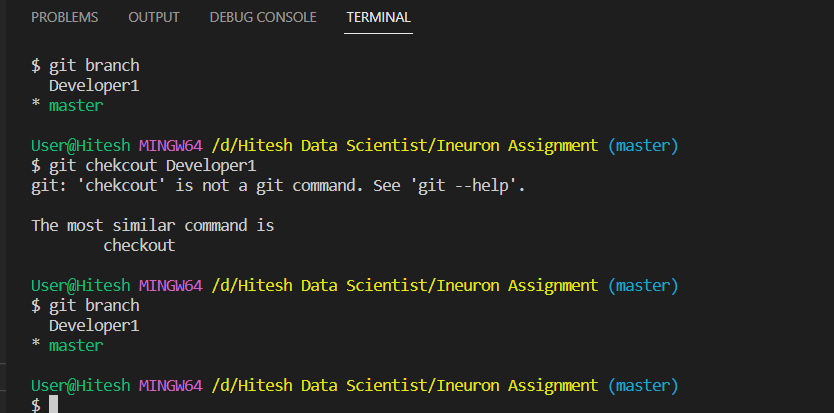 PROBLEMS OUTPUT DEBUG CONSOLE TERMINAL
$ git branch
  Developer1
* master
User@Hitesh MINGW64 /d/Hitesh Data Scientist/Ineuron Assignment (master)
$ git chekcout Developer1
git: 'chekcout' is not a git command. See 'git --help'.
The most similar command is
        checkout
User@Hitesh MINGW64 /d/Hitesh Data Scientist/Ineuron Assignment (master)
$ git branch
  Developer1
* master
User@Hitesh MINGW64 /d/Hitesh Data Scientist/Ineuron Assignment (master)
$